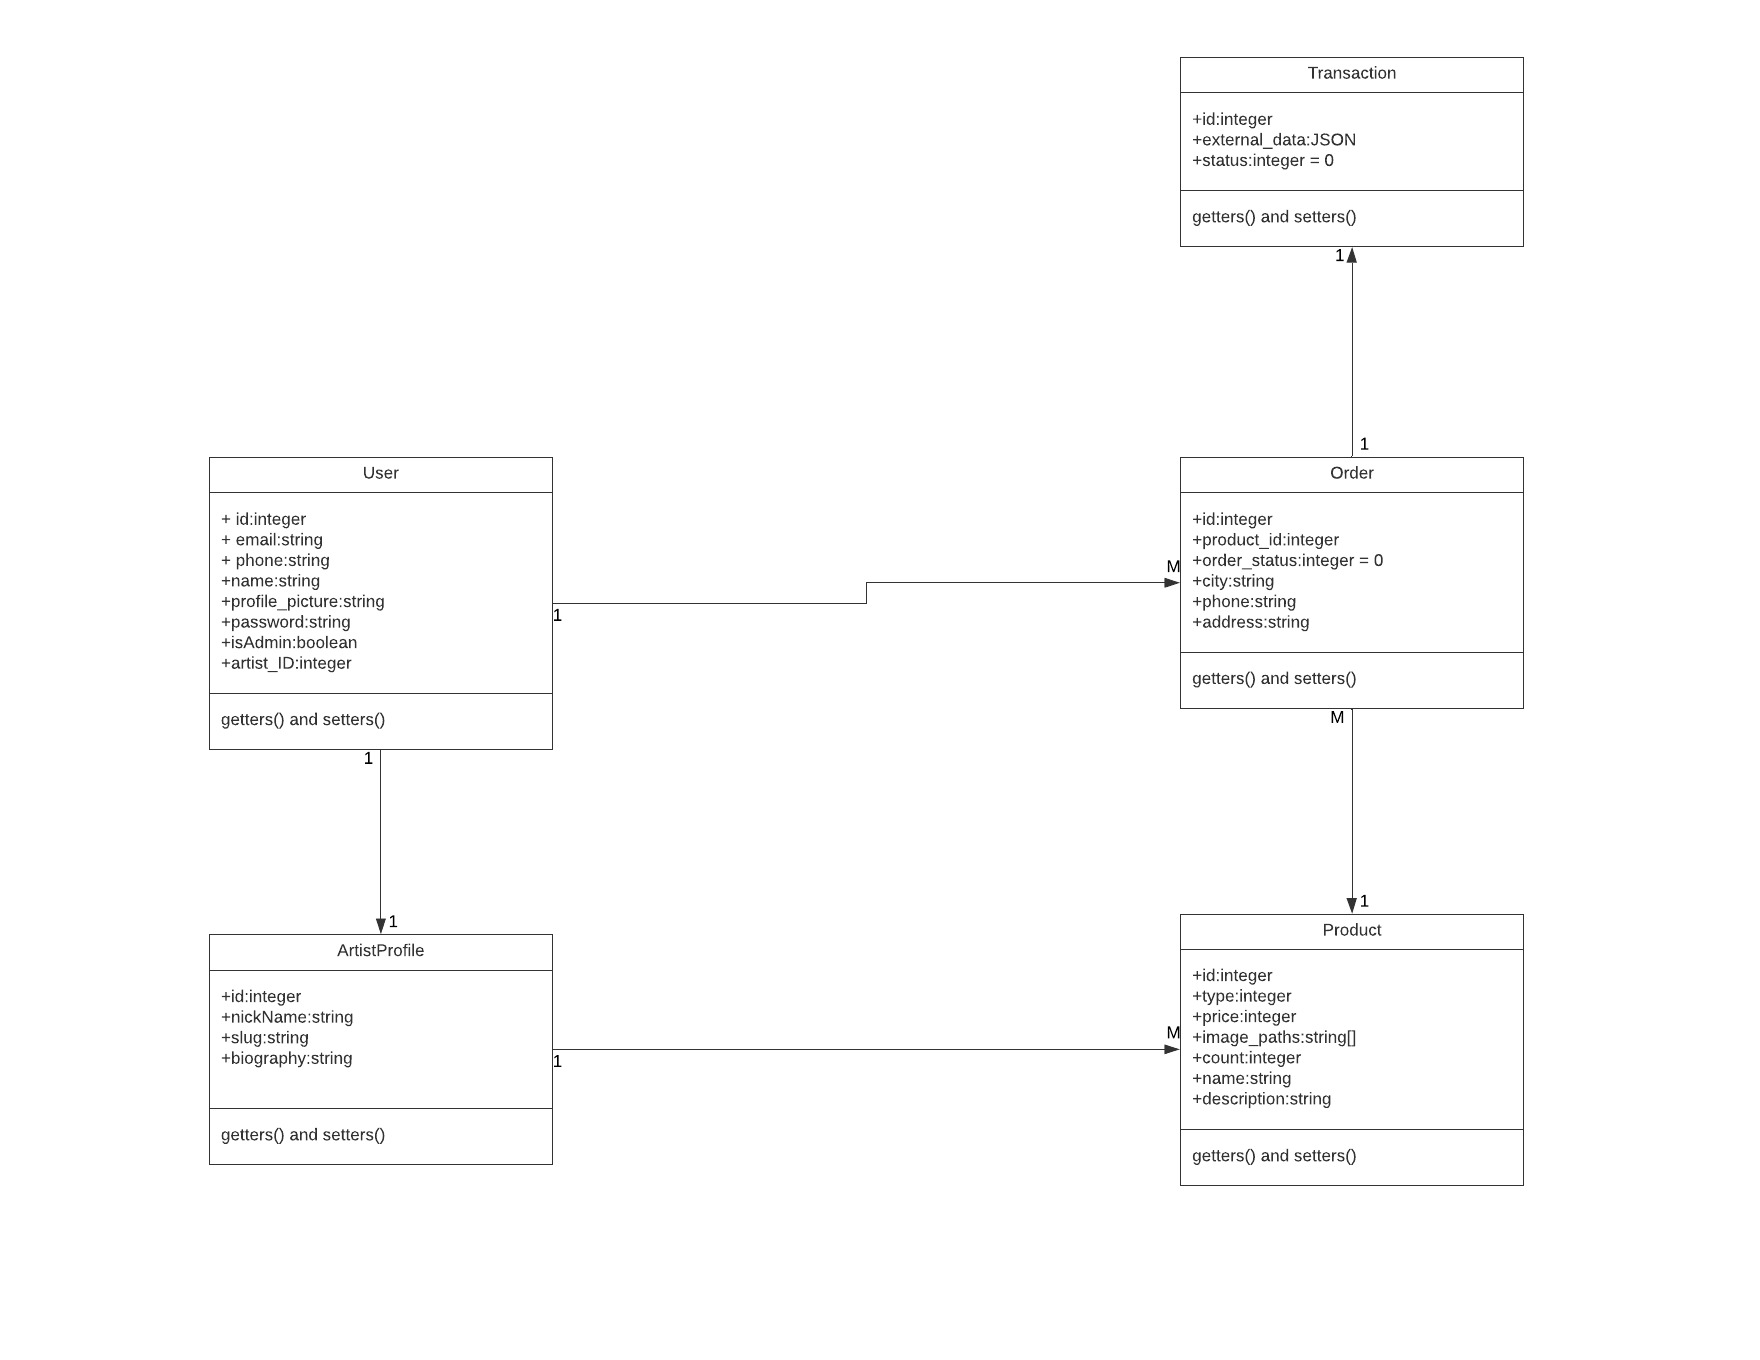 Transaction
+id:integer
+external_data:JSON
+status:integer = 0
getters() and setters()
1
1
User
+ id:integer
+ email:string
+ phone:string
+name:string
+profile_picture:string
+password:string
+isAdmin:boolean
+artist_ID:integer
getters() and setters()
1
M
Order
+id:integer
+product_id:integer
+order_status:integer = 0
+city:string
+phone:string
+address:string
getters() and setters()
1
1
M
1
ArtistProfile
+id:integer
+nickName:string
+slug:string
+biography:string
getters() and setters()
1
M
Product
+id:integer
+type:integer
+price:integer
+image_paths:string[]
+count:integer
+name:string
+description:string
getters() and setters()